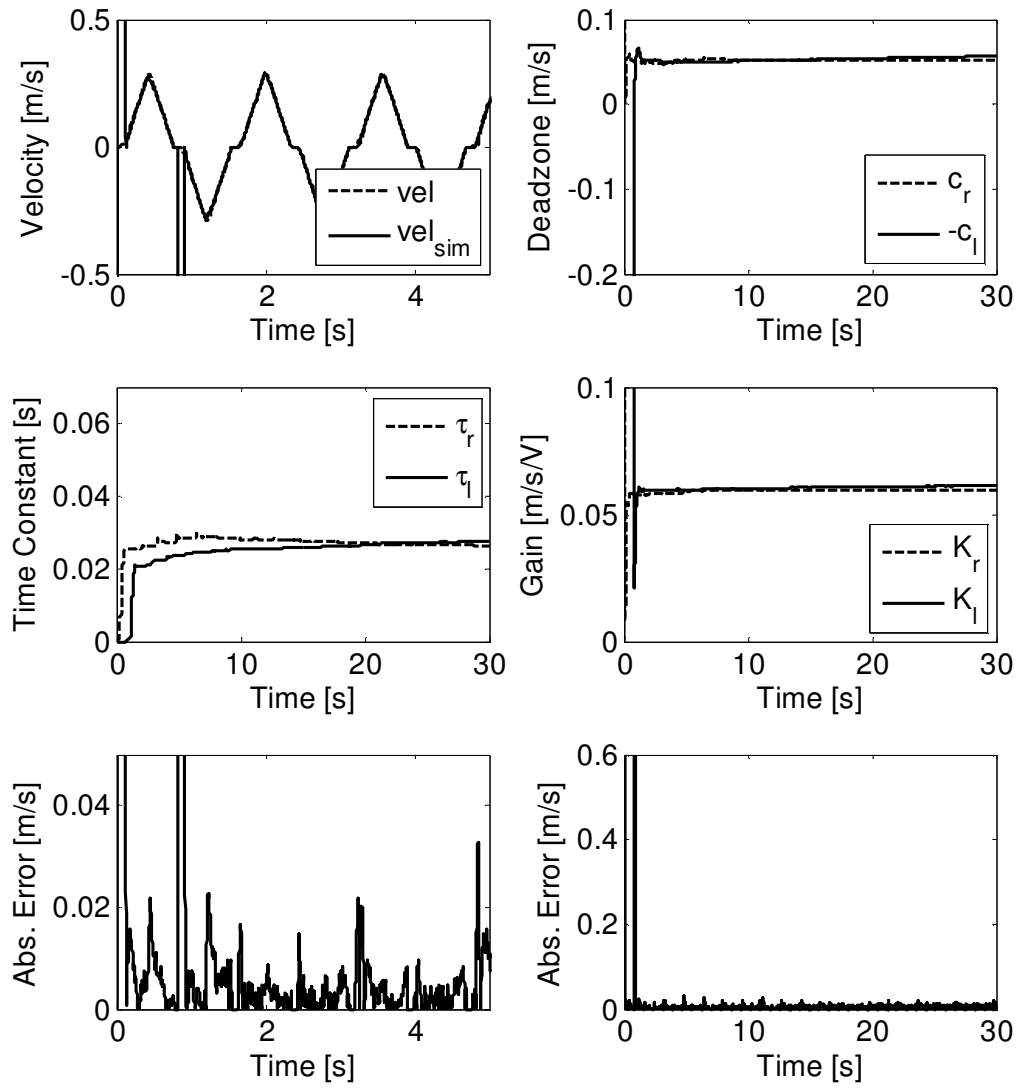 Velocity [m/s]
0.5
0
-0.5
vel
vel_sim
0 2 4
Time [s]
Deadzone [m/s]
0.1
0
-0.1
-0.2
c_r
-c_l
0 10 20 30
Time [s]
Time Constant [s]
0.06
0.04
0.02
0
τ_r
τ_l
0 10 20 30
Time [s]
Gain [m/s/V]
0.1
0.05
0
K_r
K_l
0 10 20 30
Time [s]
Abs. Error [m/s]
0.04
0.02
0
0 2 4
Time [s]
Abs. Error [m/s]
0.6
0.4
0.2
0
0 10 20 30
Time [s]